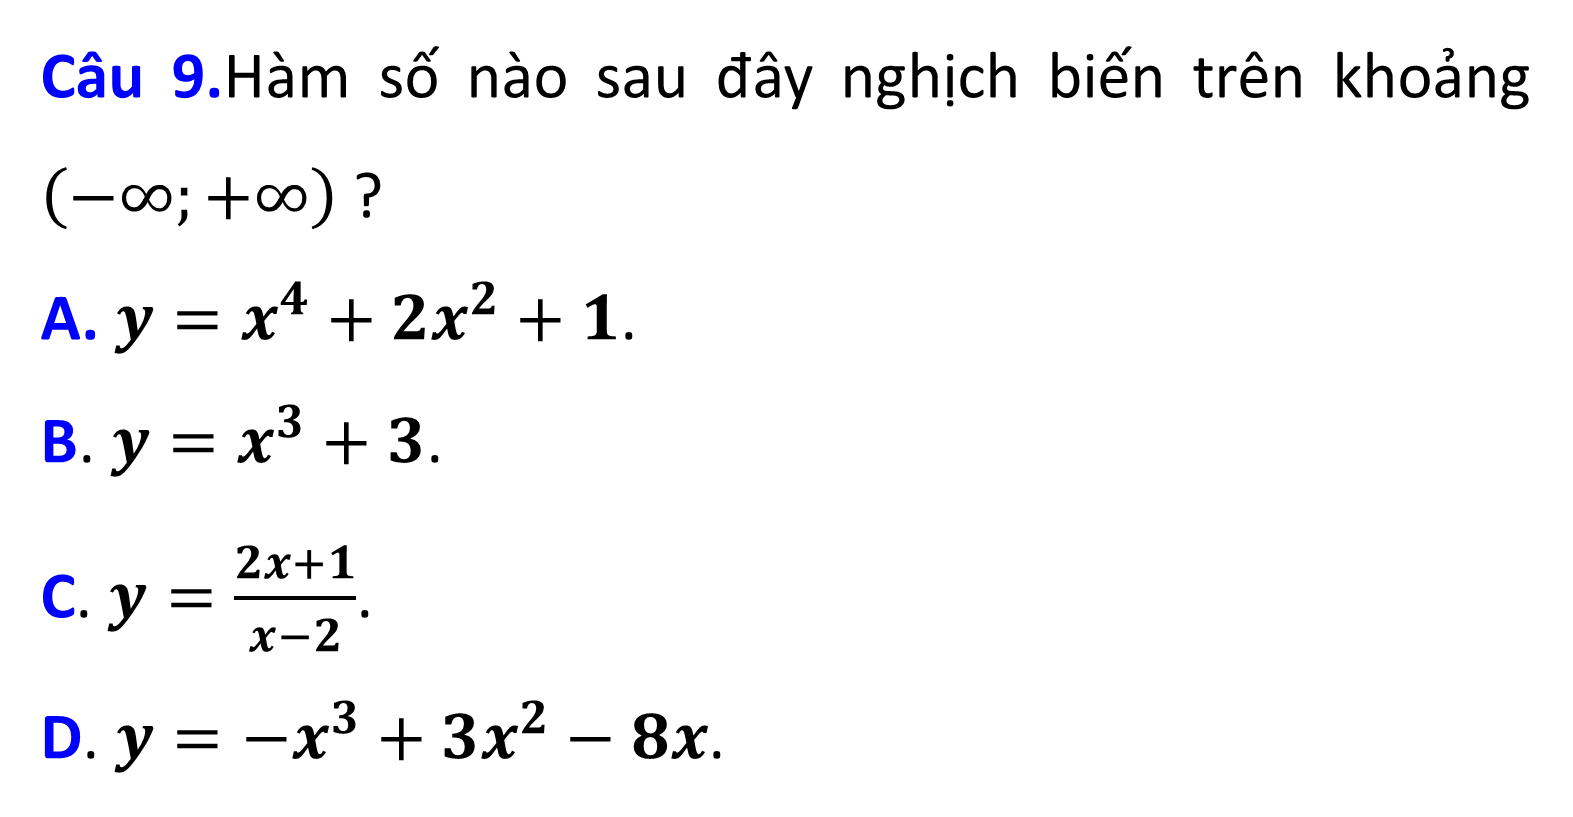 Câu 9.Hàm số nào sau đây nghịch biến trên khoảng
(−∞; +∞) ?
A. y = x⁴ + 2x² + 1.
B. y = x³ + 3.
C. y = \frac{2x+1}{x−2}.
D. y = −x³ + 3x² − 8x.